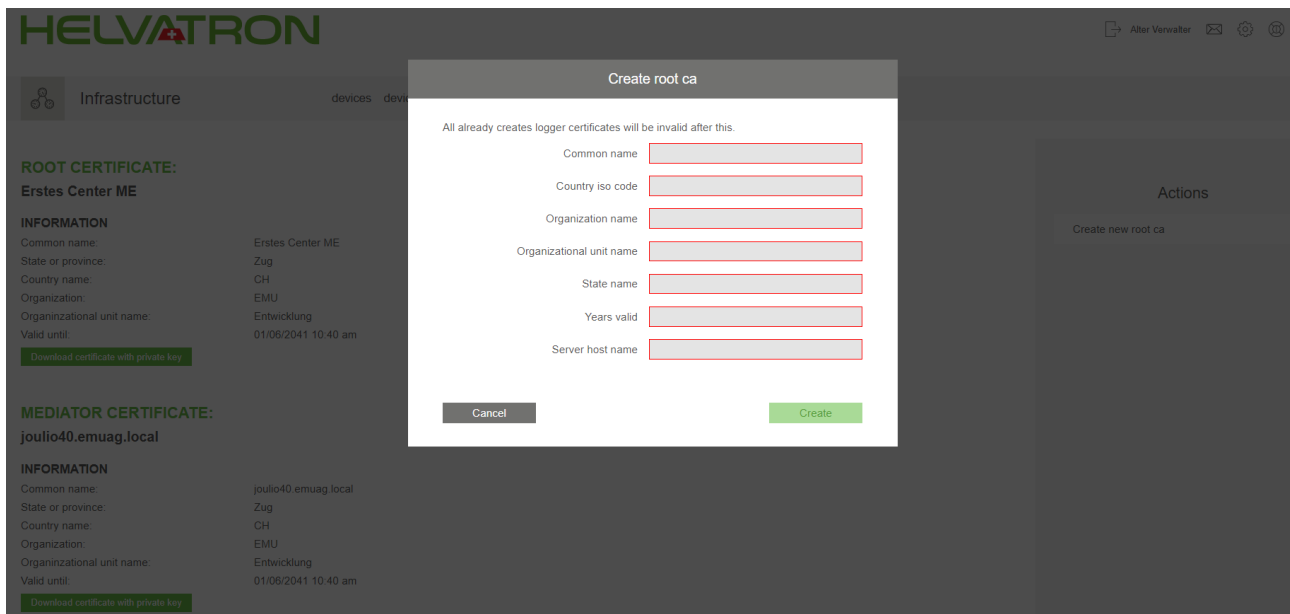 HELVATRON
Alter Verwalter
Infrastructure
devices
Create root ca
All already creates logger certificates will be invalid after this.
Common name
Country iso code
Organization name
Organizational unit name
State name
Years valid
Server host name
Cancel Create
ROOT CERTIFICATE:
Erstes Center ME
INFORMATION
Common name: Erstes Center ME
State or province: Zug
Country name: CH
Organization: EMU
Organinzational unit name: Entwicklung
Valid until: 01/06/2041 10:40 am
Download certificate with private key
MEDIATOR CERTIFICATE:
joulio40.emuag.local
INFORMATION
Common name: joulio40.emuag.local
State or province: Zug
Country name: CH
Organization: EMU
Organinzational unit name: Entwicklung
Valid until: 01/06/2041 10:40 am
Download certificate with private key
Actions
Create new root ca